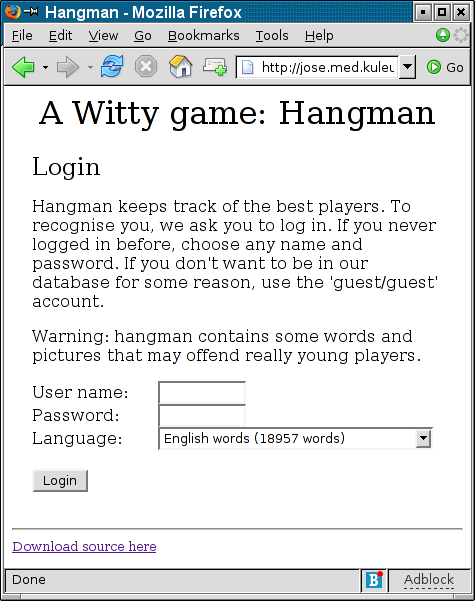 Hangman - Mozilla Firefox
File Edit View Go Bookmarks Tools Help
http://jose.med.kuleu Go
A Witty game: Hangman
Login
Hangman keeps track of the best players. To
recognise you, we ask you to log in. If you never
logged in before, choose any name and
password. If you don't want to be in our
database for some reason, use the 'guest/guest'
account.
Warning: hangman contains some words and
pictures that may offend really young players.
User name:
Password:
Language: English words (18957 words)
Login
Download source here
Done B Adblock